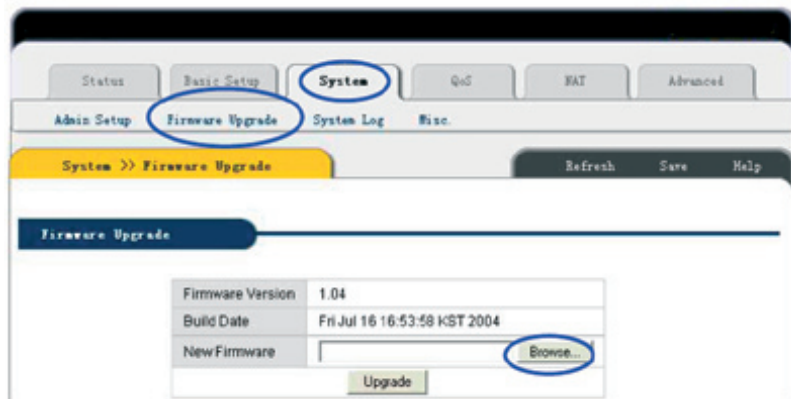 Status Basic Setup System QoS NAT Advanced
Admin Setup Firmware Upgrade System Log Misc.
System >> Firmware Upgrade Refresh Save Help
Firmware Upgrade
Firmware Version 1.04
Build Date Fri Jul 16 16:53:58 KST 2004
New Firmware Browse...
Upgrade